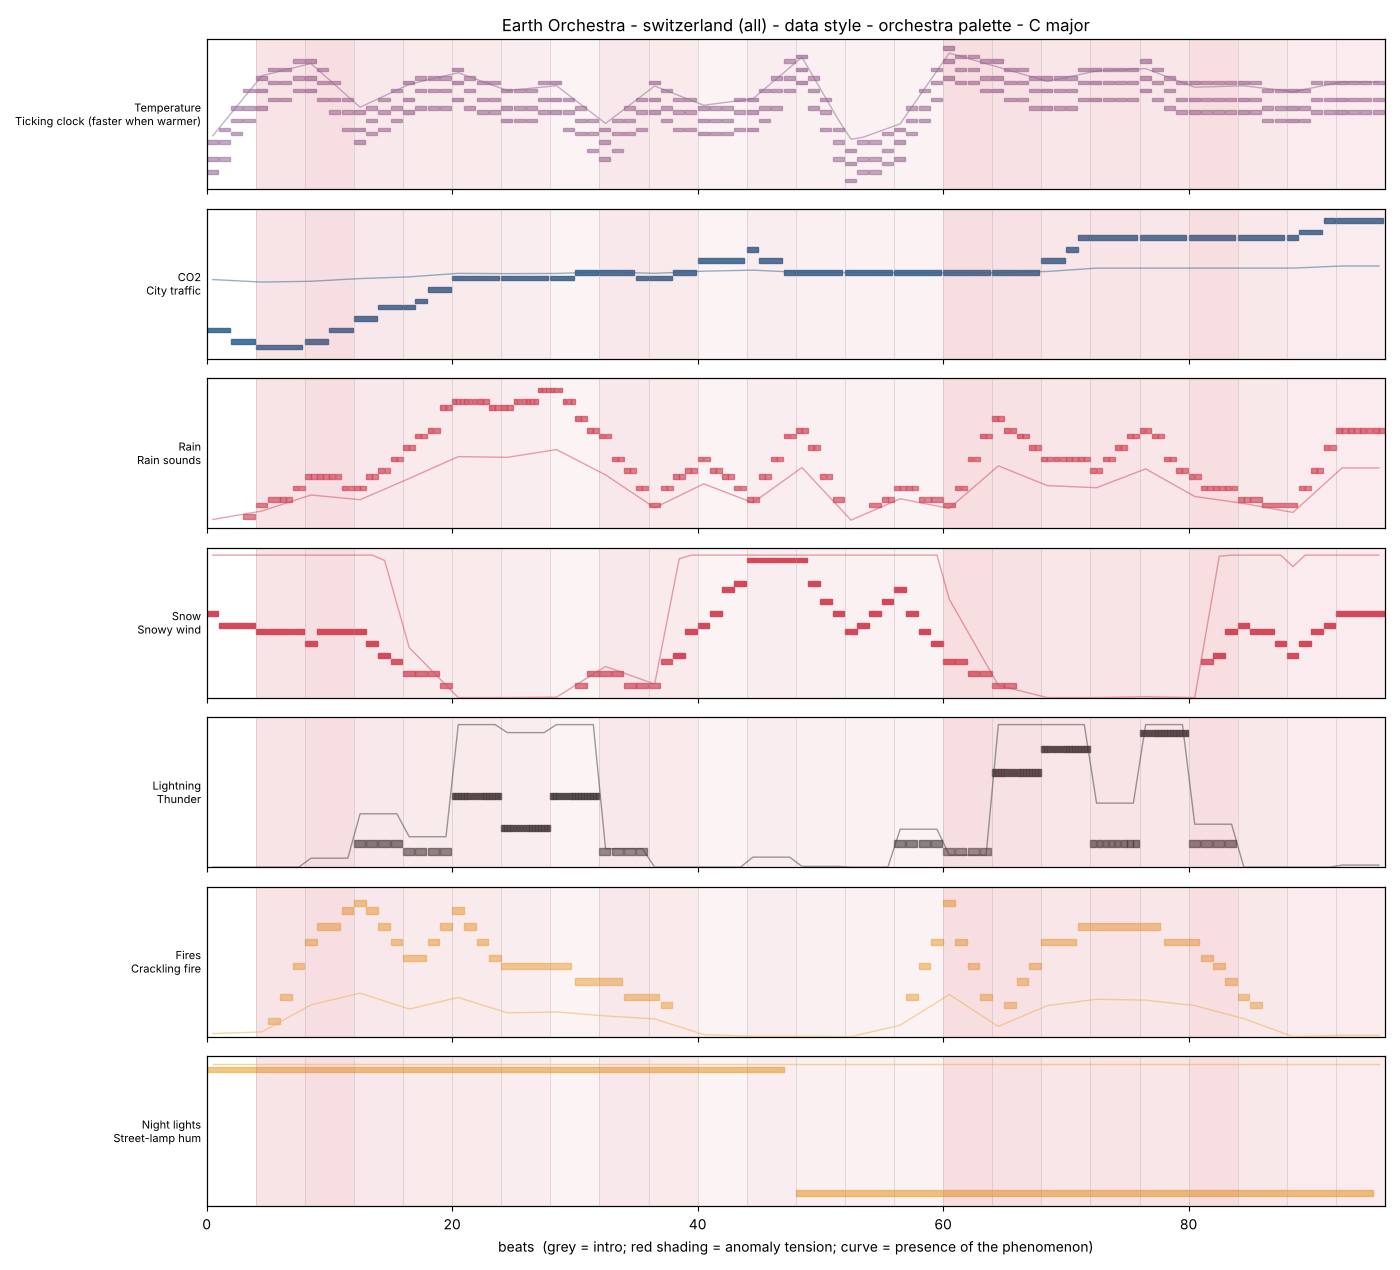 Earth Orchestra - switzerland (all) - data style - orchestra palette - C major
Temperature
Ticking clock (faster when warmer)
CO2
City traffic
Rain
Rain sounds
Snow
Snowy wind
Lightning
Thunder
Fires
Crackling fire
Night lights
Street-lamp hum
0 20 40 60 80
beats  (grey = intro; red shading = anomaly tension; curve = presence of the phenomenon)